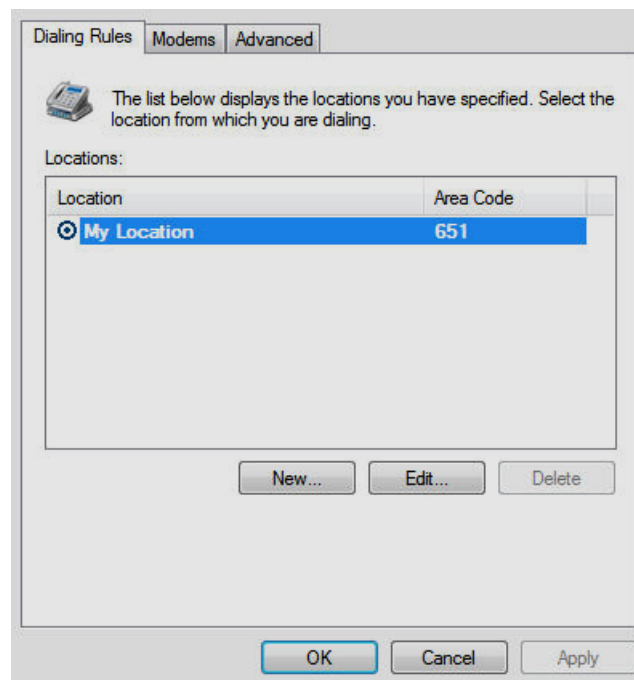 Dialing Rules Modems Advanced
The list below displays the locations you have specified. Select the
location from which you are dialing.
Locations:
Location Area Code
My Location 651
New... Edit... Delete
OK Cancel Apply